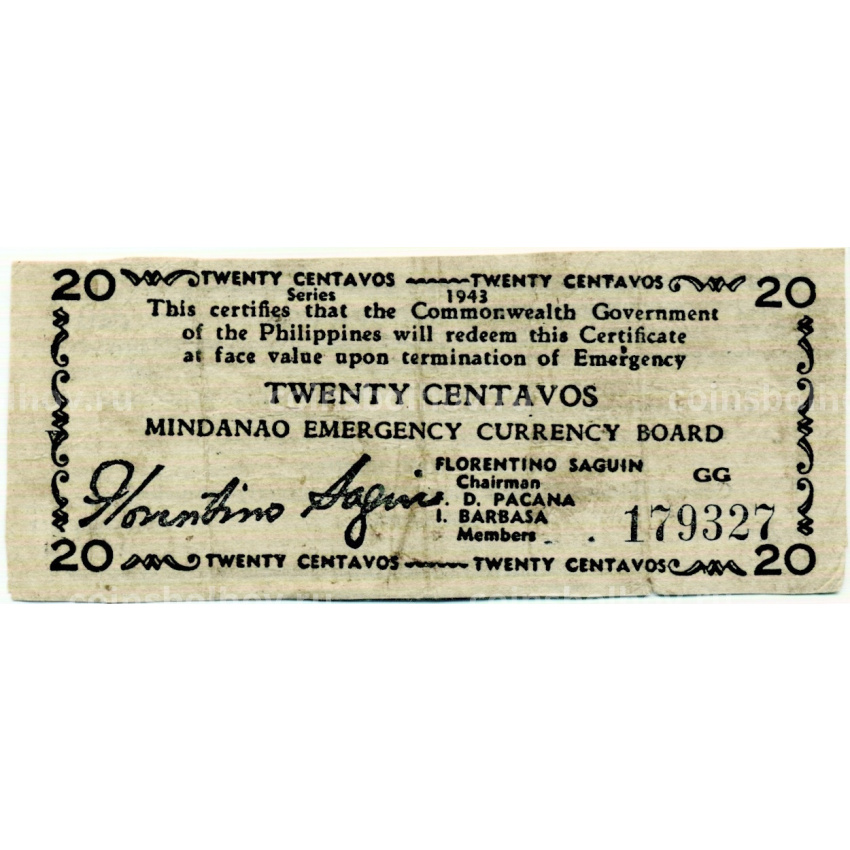 20 TWENTY CENTAVOS TWENTY CENTAVOS 20
Series 1943
This certifies that the Commonwealth Government
of the Philippines will redeem this Certificate
at face value upon termination of Emergency
TWENTY CENTAVOS
MINDANAO EMERGENCY CURRENCY BOARD
Florentino Saguin
FLORENTINO SAGUIN
Chairman
. D. PACANA
I. BARBASA
Members
GG
179327
20 TWENTY CENTAVOS TWENTY CENTAVOS 20